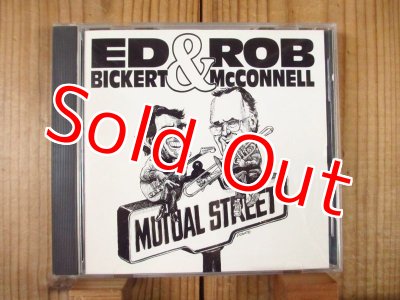 ED & ROB
BICKERT McCONNELL
Sold Out
MUTUAL STREET